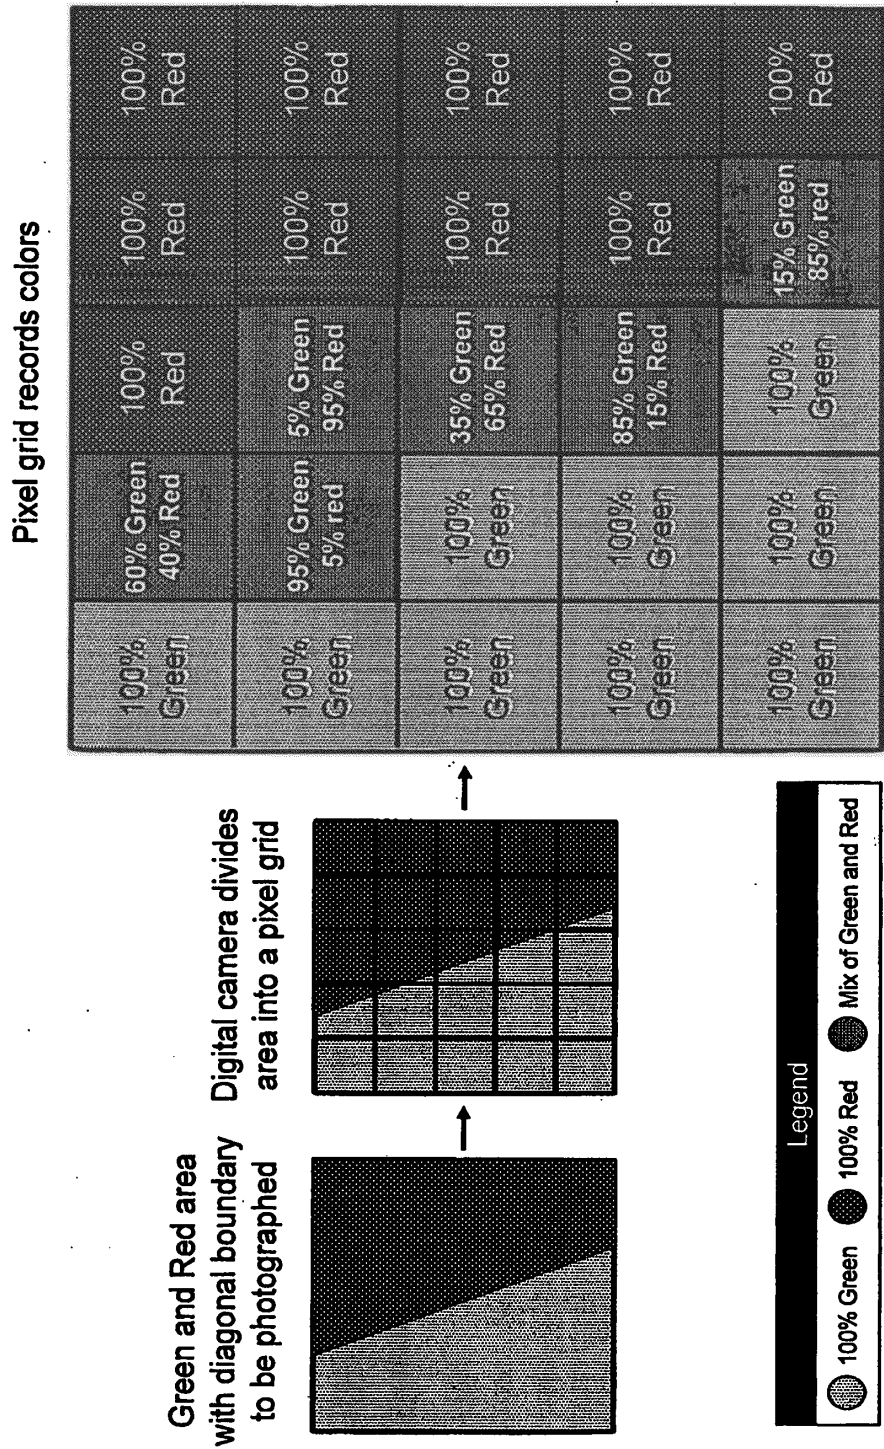 Green and Red area
with diagonal boundary
to be photographed
Digital camera divides
area into a pixel grid
Pixel grid records colors
100%
Green
60% Green
40% Red
100%
Red
100%
Red
100%
Red
100%
Green
95% Green
5% red
5% Green
95% Red
100%
Red
100%
Red
100%
Green
100%
Green
35% Green
65% Red
100%
Red
100%
Red
100%
Green
100%
Green
85% Green
15% Red
100%
Red
100%
Red
100%
Green
100%
Green
100%
Green
15% Green
85% red
100%
Red
Legend
100% Green
100% Red
Mix of Green and Red